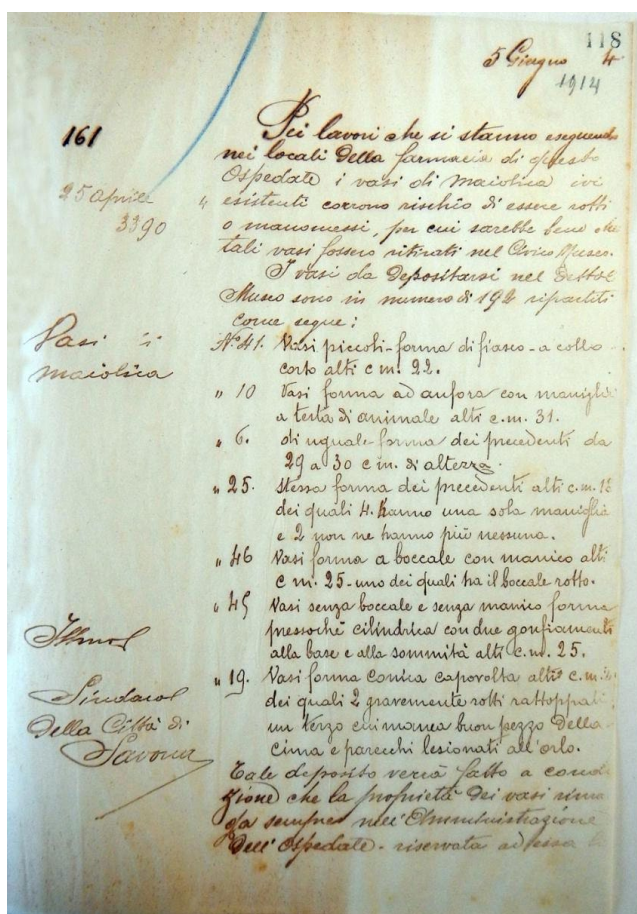 118
5 Giugno 4
1914
161
Pei lavori che si stanno eseguendo
nei locali della farmacia di questo
Ospedale i vasi di maiolica ivi
25 Aprile
3390
" esistenti corrono rischio di essere rotti
o manomessi, per cui sarebbe bene che
tali vasi fossero ritirati nel Civico Museo.
I vasi da depositarsi nel detto
Museo sono in numero di 192 ripartiti
come segue:
Vasi di
maiolica
N.° 41. Vasi piccoli-forma di fiasco-a collo
corto alti c m. 22.
" 10 Vasi forma ad anfora con maniglie
a testa di animale alti c.m. 31.
" 6. di uguale-forma dei precedenti da
29 a 30 c m. di altezza.
" 25. stessa forma dei precedenti alti c.m.
dei quali 4. hanno una sola maniglia
e 2 non ne hanno più nessuna.
" 46 Vasi forma a boccale con manico alti
c m. 25-uno dei quali ha il boccale rotto.
" 45 Vasi senza boccale e senza manico forma
pressochè cilindrica con due gonfiamenti
alla base e alla sommità alti c.m. 25.
" 19. Vasi forma conica capovolta alti c.m.
dei quali 2 gravemente rotti rattoppati
un terzo cui manca buon pezzo della
cima e parecchi lesionati all'orlo.
Illmo
Sindaco
della Città di
Savona
Tale deposito verrà fatto a condi
zione che la proprietà dei vasi riman
ga sempre nell'Amministrazione
dell'Ospedale. riservata ad essa la